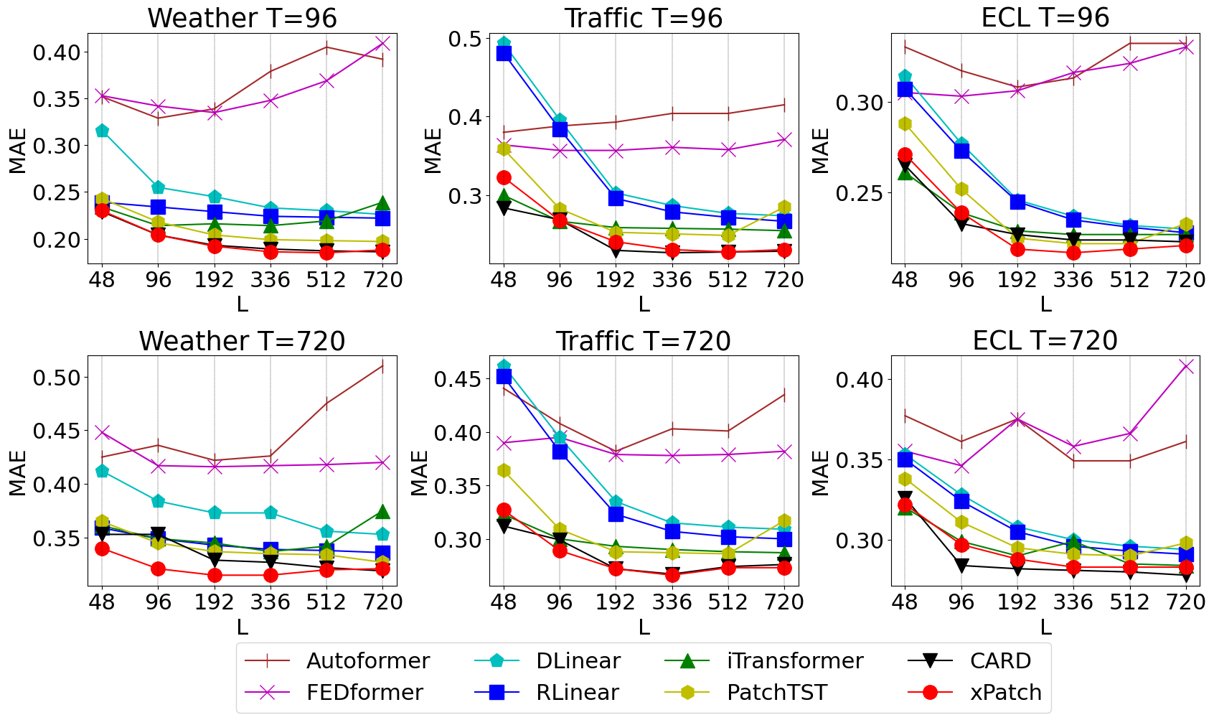 Weather T=96
Traffic T=96
ECL T=96
MAE
0.40
0.35
0.30
0.25
0.20
48 96 192 336 512 720
L
MAE
0.5
0.4
0.3
48 96 192 336 512 720
L
MAE
0.30
0.25
48 96 192 336 512 720
L
Weather T=720
Traffic T=720
ECL T=720
MAE
0.50
0.45
0.40
0.35
48 96 192 336 512 720
L
MAE
0.45
0.40
0.35
0.30
48 96 192 336 512 720
L
MAE
0.40
0.35
0.30
48 96 192 336 512 720
L
Autoformer DLinear iTransformer CARD
FEDformer RLinear PatchTST xPatch